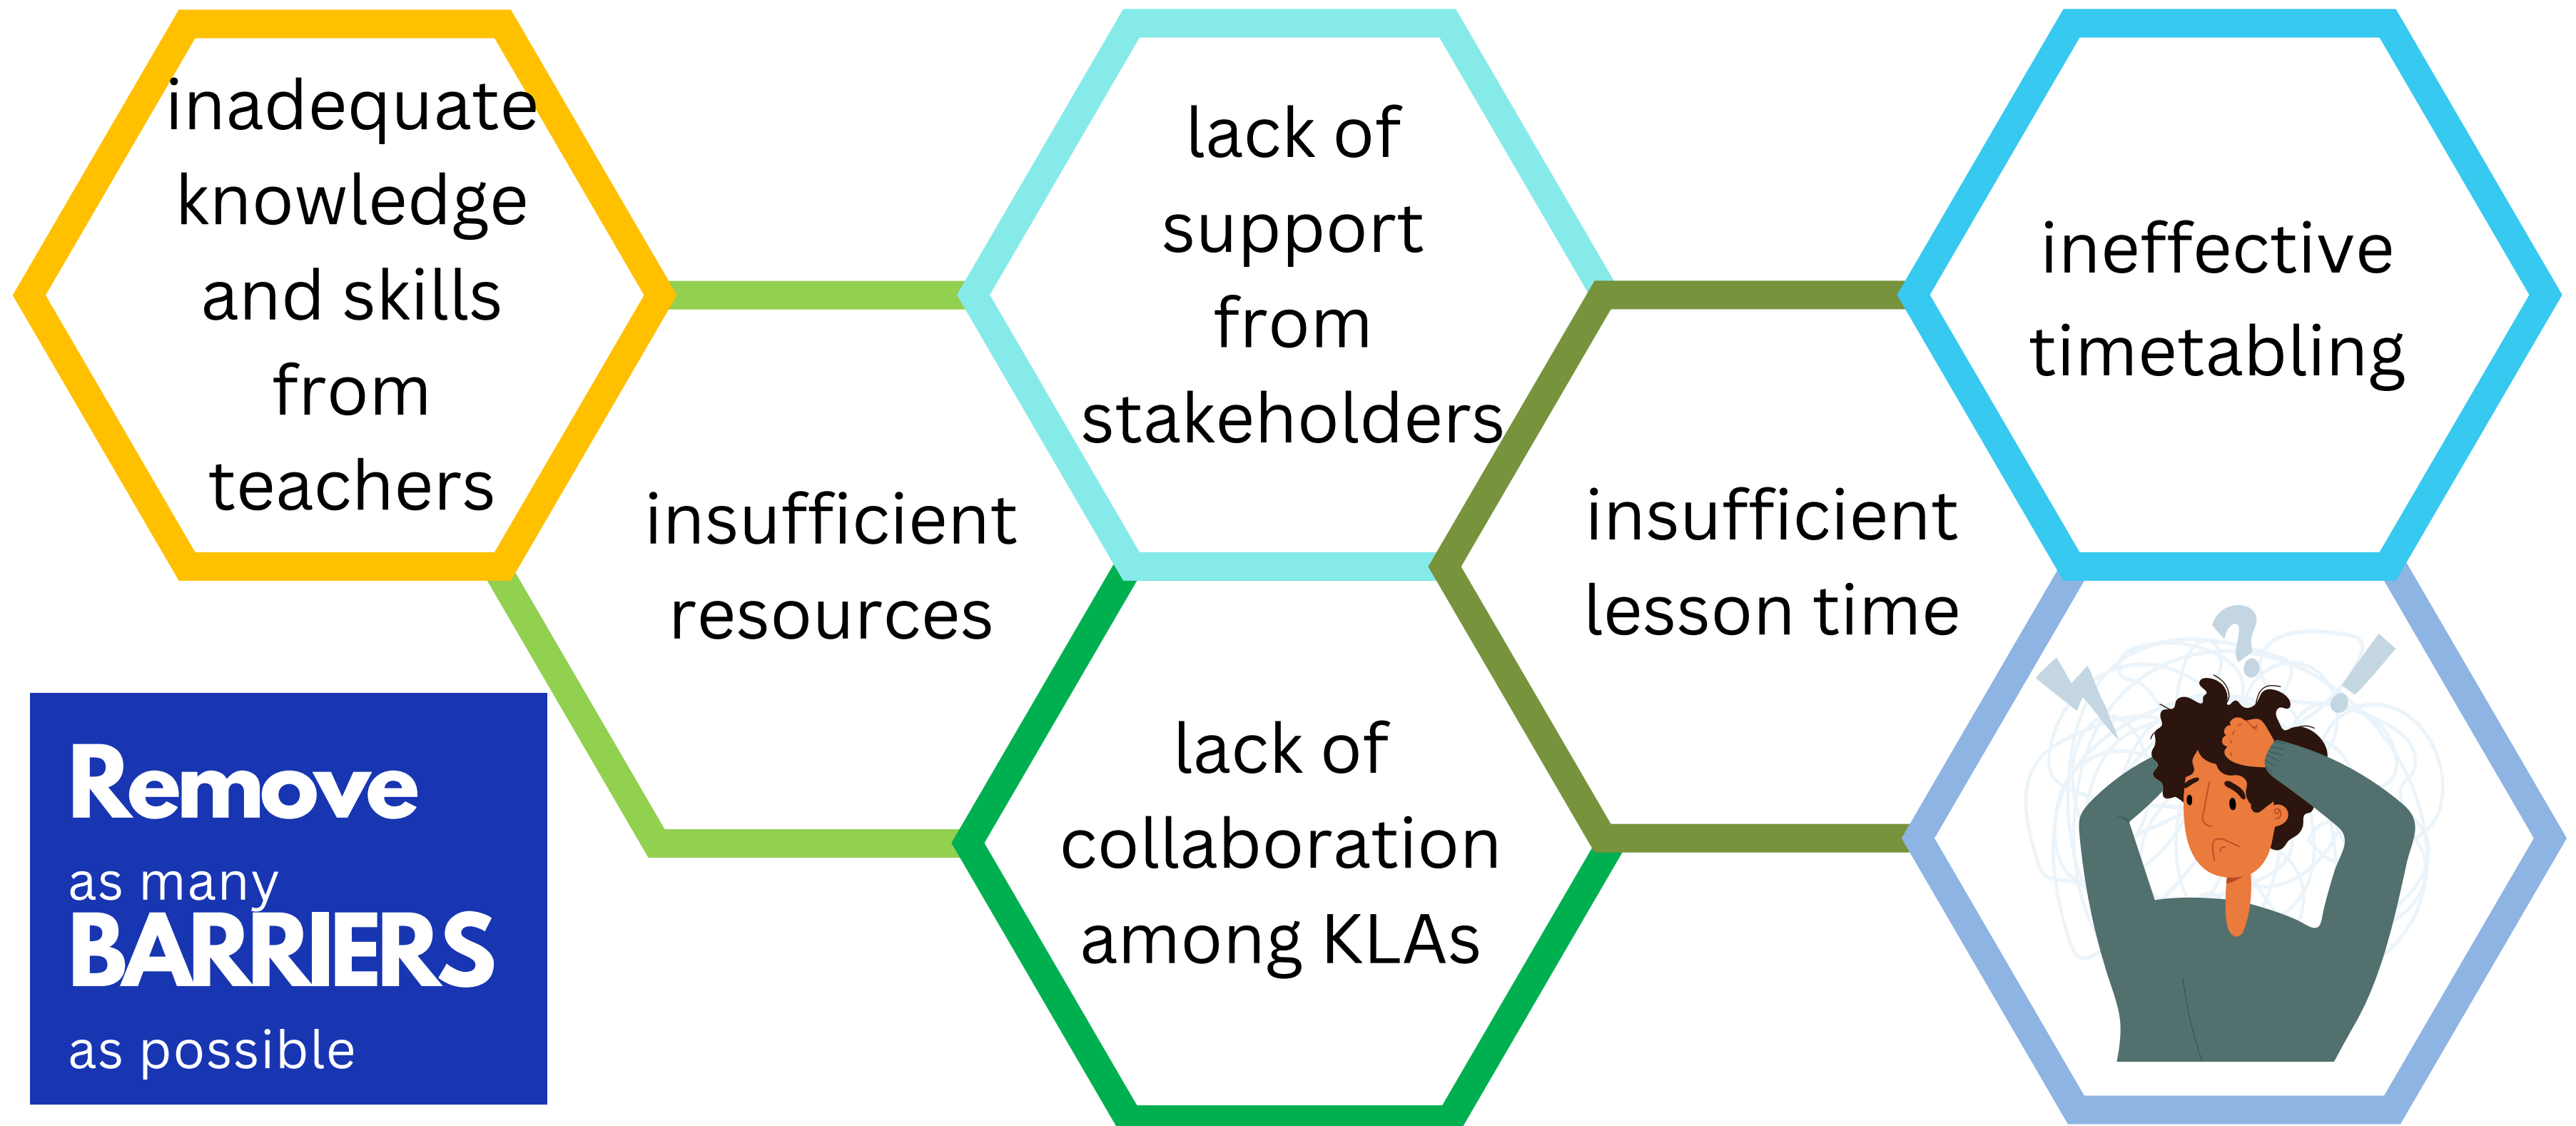 inadequate
knowledge
and skills
from
teachers
insufficient
resources
lack of
support
from
stakeholders
lack of
collaboration
among KLAs
insufficient
lesson time
ineffective
timetabling
?
!
Remove
as many
BARRIERS
as possible